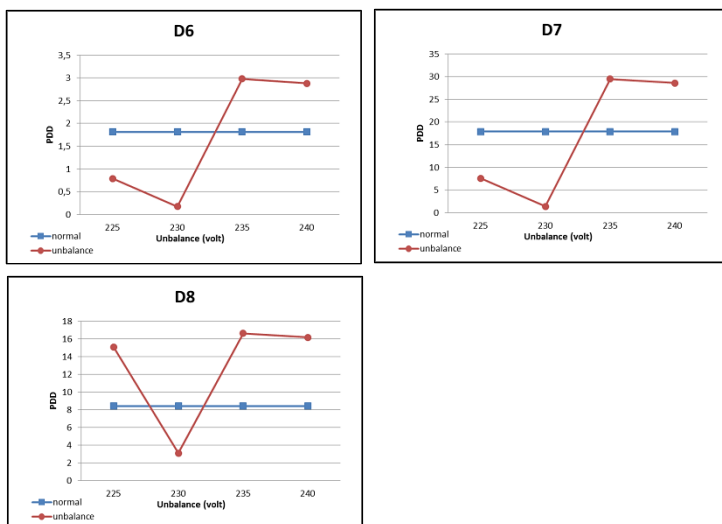 D6
PDD
3,5
3
2,5
2
1,5
1
0,5
0
225 230 235 240
Unbalance (volt)
normal
unbalance
D7
PDD
35
30
25
20
15
10
5
0
225 230 235 240
Unbalance (volt)
normal
unbalance
D8
PDD
18
16
14
12
10
8
6
4
2
0
225 230 235 240
Unbalance (volt)
normal
unbalance